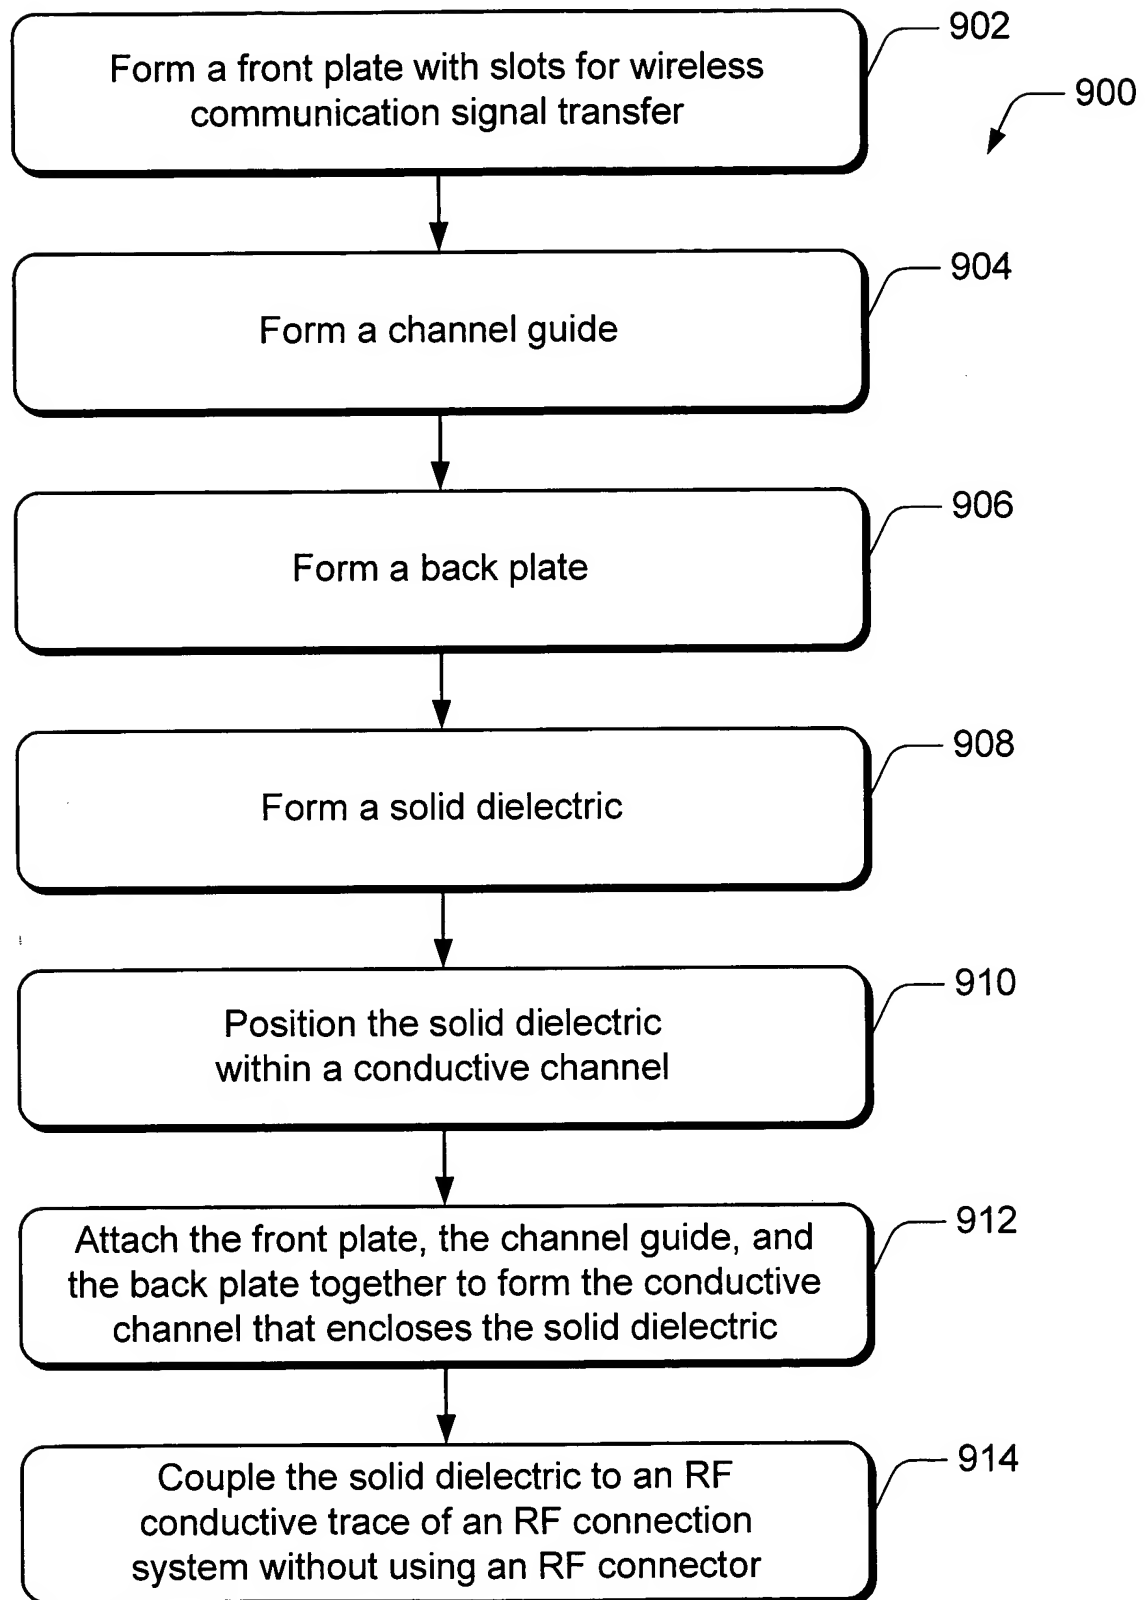 902
900
Form a front plate with slots for wireless
communication signal transfer
904
Form a channel guide
906
Form a back plate
908
Form a solid dielectric
910
Position the solid dielectric
within a conductive channel
912
Attach the front plate, the channel guide, and
the back plate together to form the conductive
channel that encloses the solid dielectric
914
Couple the solid dielectric to an RF
conductive trace of an RF connection
system without using an RF connector